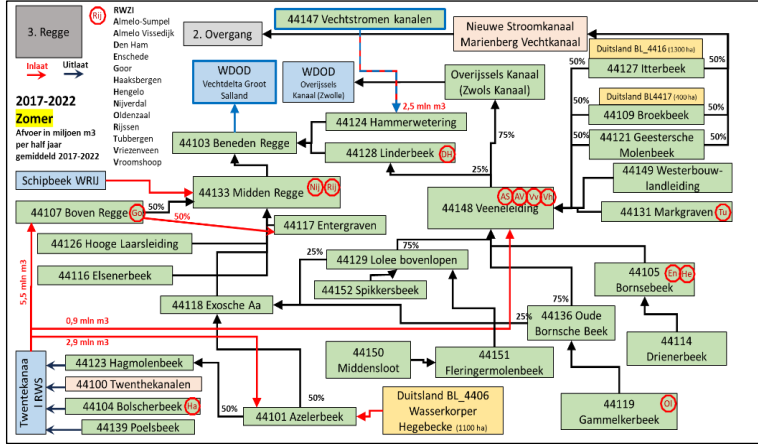 3. Regge
Rij
RWZI
Almelo-Sumpel
Almelo Vissedijk
Den Ham
Enschede
Goor
Haaksbergen
Hengelo
Nijverdal
Oldenzaal
Rijssen
Tubbergen
Vriezenveen
Vroomshoop
Inlaat
Uitlaat
2017-2022
Zomer
Afvoer in miljoen m3
per half jaar
gemiddeld 2017-2022
44147 Vechtstromen kanalen
2. Overgang
Nieuwe Stroomkanaal
Marienberg Vechtkanaal
WDOD
Vechtdelta Groot
Salland
WDOD
Overijssels
Kanaal (Zwolle)
Overijssels Kanaal
(Zwols Kanaal)
Duitsland BL_4416 (1300 ha)
44127 Itterbeek
50%
50%
Duitsland BL4417 (400 ha)
44109 Broekbeek
50%
50%
44121 Geestersche
Molenbeek
50%
50%
2,5 mln m3
44124 Hammerwetering
44103 Beneden Regge
44128 Linderbeek DH
75%
25%
44149 Westerbouw-
landleiding
44131 Markgraven Tu
Schipbeek WRIJ
44133 Midden Regge Nij Rij
AS AV Vv Vh
44148 Veeneleiding
44107 Boven Regge Go
50%
50%
44117 Entergraven
44126 Hooge Laarsleiding
44116 Elsenerbeek
25%
75%
44129 Lolee bovenlopen
44152 Spikkersbeek
44105
Bornsebeek
En He
5,5 mln m3
44118 Exosche Aa
75%
25%
44136 Oude
Bornsche Beek
0,9 mln m3
2,9 mln m3
44114
Drienerbeek
44150
Middensloot
44151
Fleringermolenbeek
Twentekanaa
l RWS
44123 Hagmolenbeek
44100 Twenthekanalen
44104 Bolscherbeek Ha
44139 Poelsbeek
50%
50%
44101 Azelerbeek
Duitsland BL_4406
Wasserkorper
Hegebecke (1100 ha)
44119
Gammelkerbeek
Ol